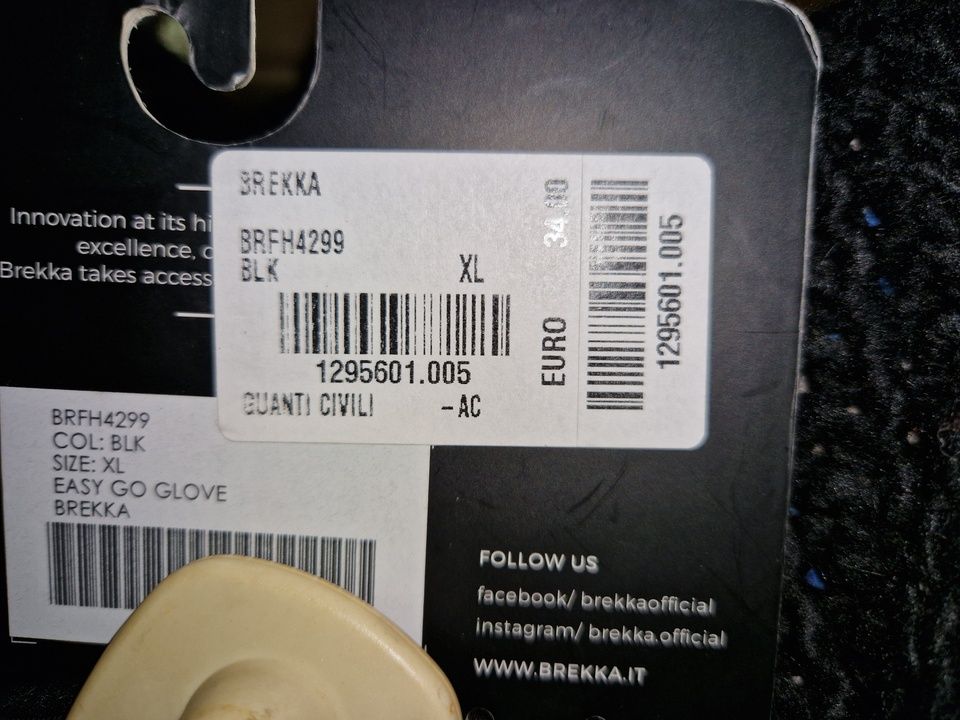 Innovation at its hi
excellence,
Brekka takes access
BREKKA
BRFH4299
BLK XL
1295601.005
GUANTI CIVILI -AC
EURO 34.00
1295601.005
BRFH4299
COL: BLK
SIZE: XL
EASY GO GLOVE
BREKKA
FOLLOW US
facebook/ brekkaofficial
instagram/ brekka.official
WWW.BREKKA.IT